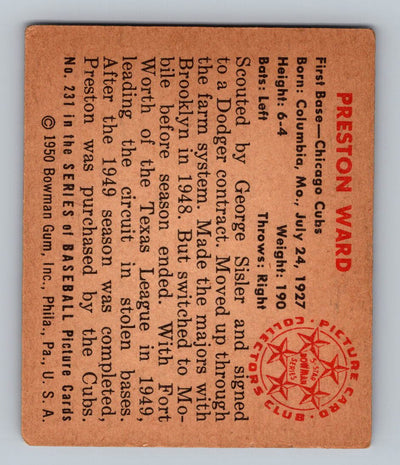 PRESTON WARD
First Base—Chicago Cubs
Born: Columbia, Mo., July 24, 1927
Height: 6-4 Weight: 190
Bats: Left Throws: Right
Scouted by George Sisler and signed
to a Dodger contract. Moved up through
the farm system. Made the majors with
Brooklyn in 1948. But switched to Mo-
bile before season ended. With Fort
Worth of the Texas League in 1949,
leading the circuit in stolen bases.
After the 1949 season was completed,
Preston was purchased by the Cubs.
No. 231 in the SERIES of BASEBALL Picture Cards
© 1950 Bowman Gum, Inc., Phila., Pa., U. S. A.
PICTURE CARD
COLLECTORS CLUB
5-STAR
BOWMAN
SERIES